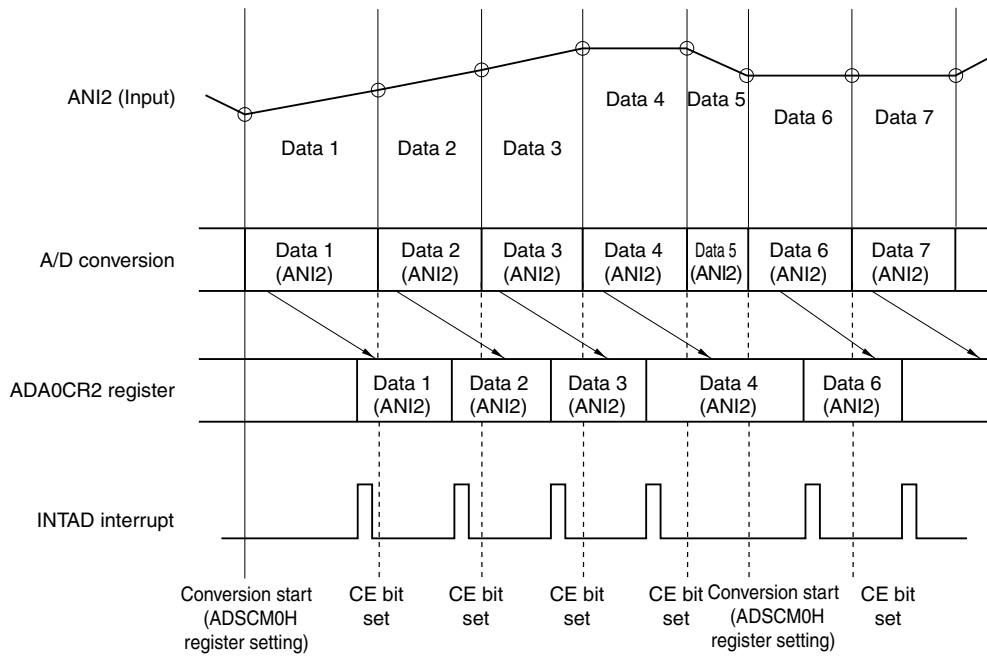 ANI2 (Input)
Data 1
Data 2
Data 3
Data 4
Data 5
Data 6
Data 7
A/D conversion
Data 1
(ANI2)
Data 2
(ANI2)
Data 3
(ANI2)
Data 4
(ANI2)
Data 5
(ANI2)
Data 6
(ANI2)
Data 7
(ANI2)
ADA0CR2 register
Data 1
(ANI2)
Data 2
(ANI2)
Data 3
(ANI2)
Data 4
(ANI2)
Data 6
(ANI2)
INTAD interrupt
Conversion start
(ADSCM0H
register setting)
CE bit
set
CE bit
set
CE bit
set
CE bit
set
Conversion start
(ADSCM0H
register setting)
CE bit
set